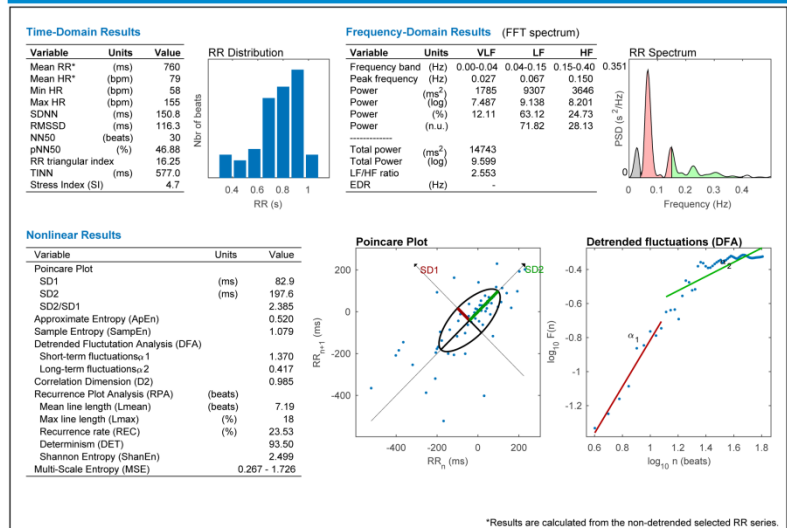 Time-Domain Results
Variable Units Value
Mean RR* (ms) 760
Mean HR* (bpm) 79
Min HR (bpm) 58
Max HR (bpm) 155
SDNN (ms) 150.8
RMSSD (ms) 116.3
NN50 (beats) 30
pNN50 (%) 46.88
RR triangular index 16.25
TINN (ms) 577.0
Stress Index (SI) 4.7
RR Distribution
Nbr of beats
0.4 0.6 0.8 1
RR (s)
Frequency-Domain Results (FFT spectrum)
Variable Units VLF LF HF
Frequency band (Hz) 0.00-0.04 0.04-0.15 0.15-0.40
Peak frequency (Hz) 0.027 0.067 0.150
Power (ms²) 1785 9307 3646
Power (log) 7.487 9.138 8.201
Power (%) 12.11 63.12 24.73
Power (n.u.) 71.82 28.13
-------------
Total power (ms²) 14743
Total Power (log) 9.599
LF/HF ratio 2.553
EDR (Hz) -
RR Spectrum
0.351
PSD (s²/Hz)
0
0 0.1 0.2 0.3 0.4
Frequency (Hz)
Nonlinear Results
Variable Units Value
Poincare Plot
SD1 (ms) 82.9
SD2 (ms) 197.6
SD2/SD1 2.385
Approximate Entropy (ApEn) 0.520
Sample Entropy (SampEn) 1.079
Detrended Fluctutation Analysis (DFA)
Short-term fluctuationsα1 1.370
Long-term fluctuationsα2 0.417
Correlation Dimension (D2) 0.985
Recurrence Plot Analysis (RPA) (beats)
Mean line length (Lmean) (beats) 7.19
Max line length (Lmax) (%) 18
Recurrence rate (REC) (%) 23.53
Determinism (DET) 93.50
Shannon Entropy (ShanEn) 2.499
Multi-Scale Entropy (MSE) 0.267 - 1.726
Poincare Plot
SD1 SD2
200
0
-200
-400
RRn+1 (ms)
-400 -200 0 200
RRn (ms)
Detrended fluctuations (DFA)
α2
α1
-0.4
-0.6
-0.8
-1
-1.2
log10 F(n)
0.6 0.8 1 1.2 1.4 1.6 1.8
log10 n (beats)
*Results are calculated from the non-detrended selected RR series.